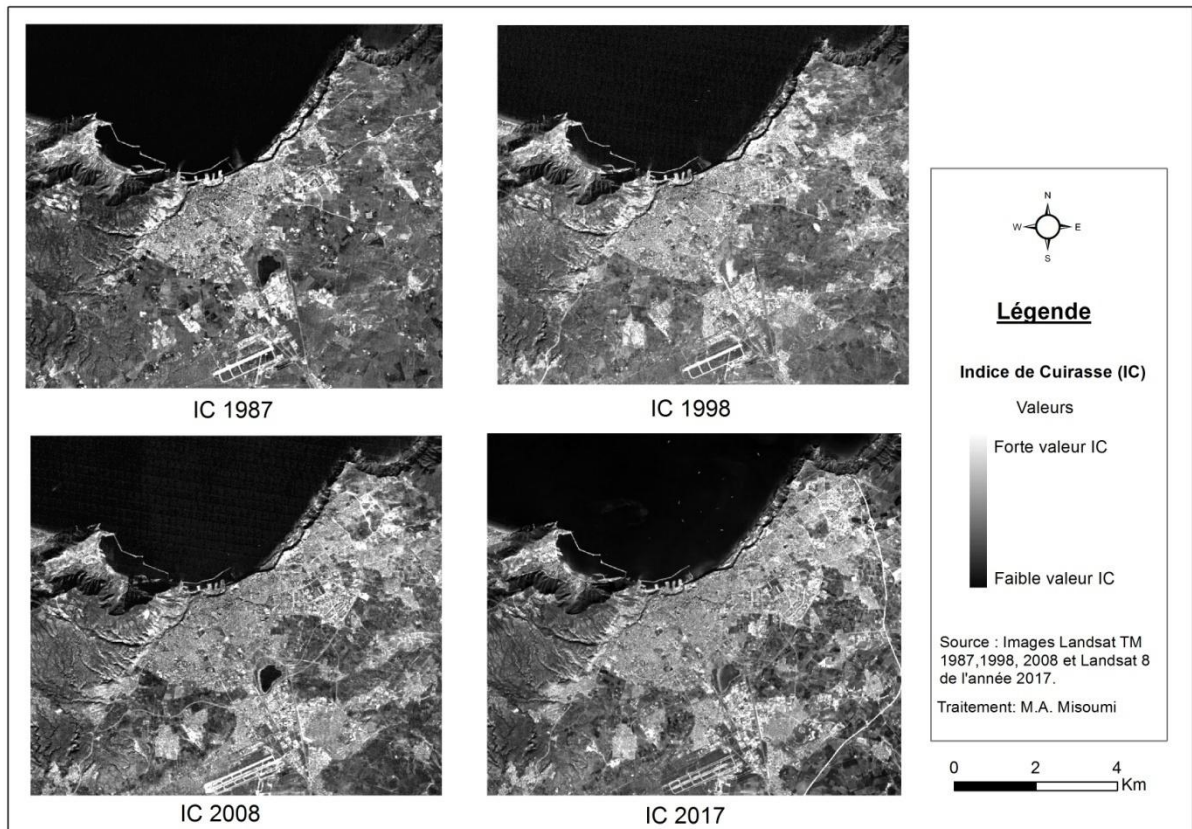 IC 1987
IC 1998
IC 2008
IC 2017
N
W E
S
Légende
Indice de Cuirasse (IC)
Valeurs
Forte valeur IC
Faible valeur IC
Source : Images Landsat TM
1987,1998, 2008 et Landsat 8
de l'année 2017.
Traitement: M.A. Misoumi
0 2 4
Km